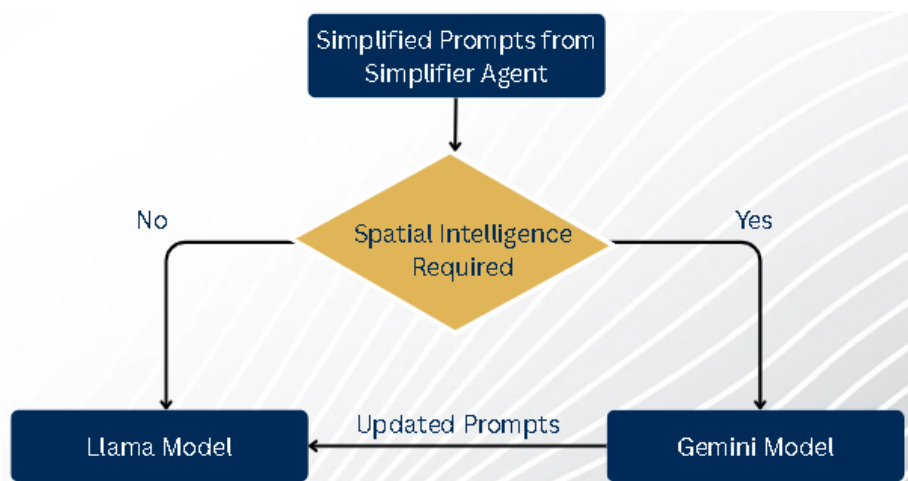 Simplified Prompts from
Simplifier Agent
No
Yes
Spatial Intelligence
Required
Updated Prompts
Llama Model
Gemini Model